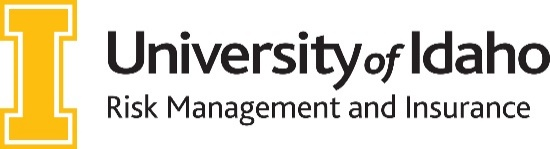 I University of Idaho
Risk Management and Insurance